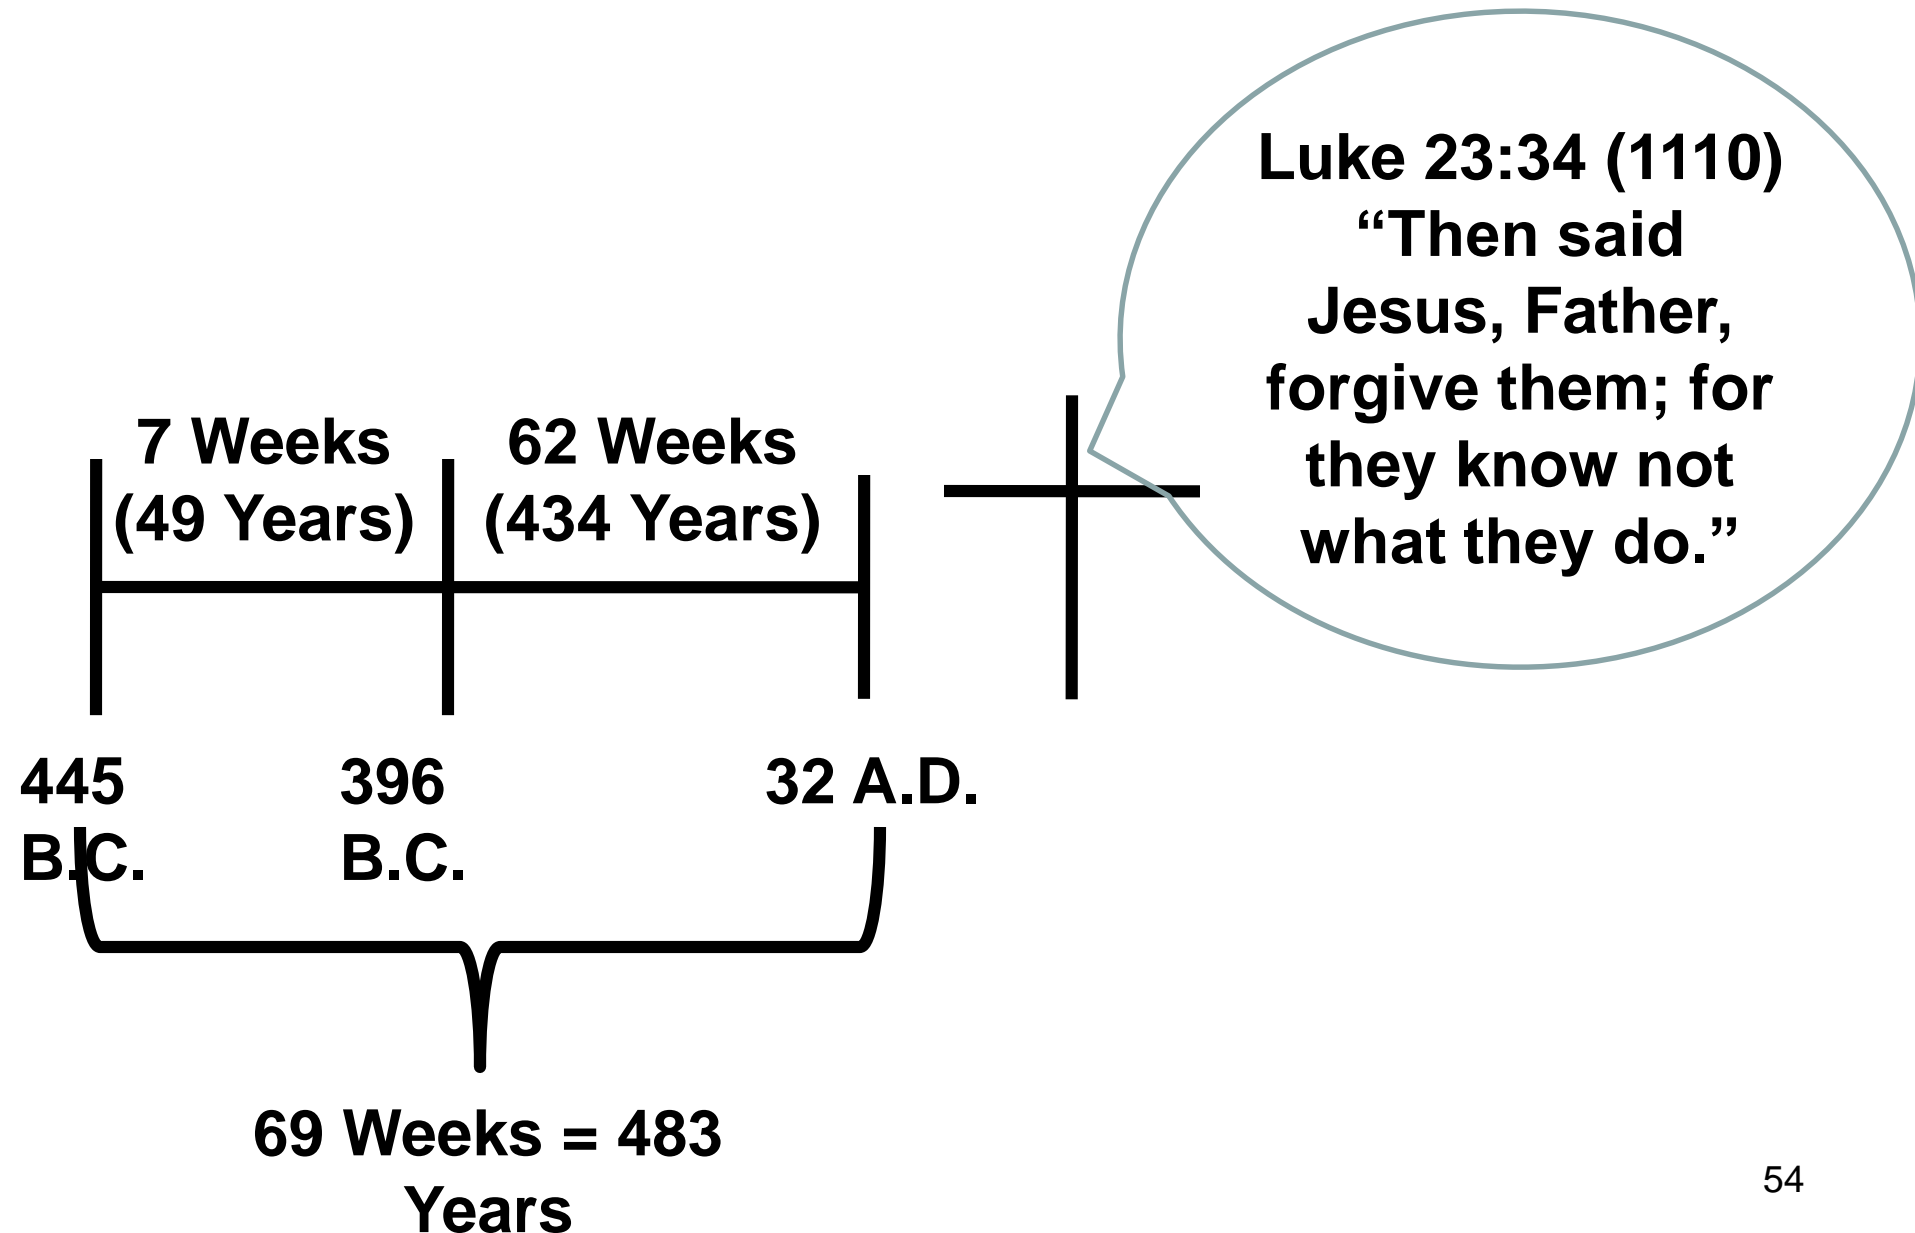 Luke 23:34 (1110)
“Then said
Jesus, Father,
forgive them; for
they know not
what they do.”
7 Weeks
(49 Years)
62 Weeks
(434 Years)
445
B.C.
396
B.C.
32 A.D.
69 Weeks = 483
Years
54